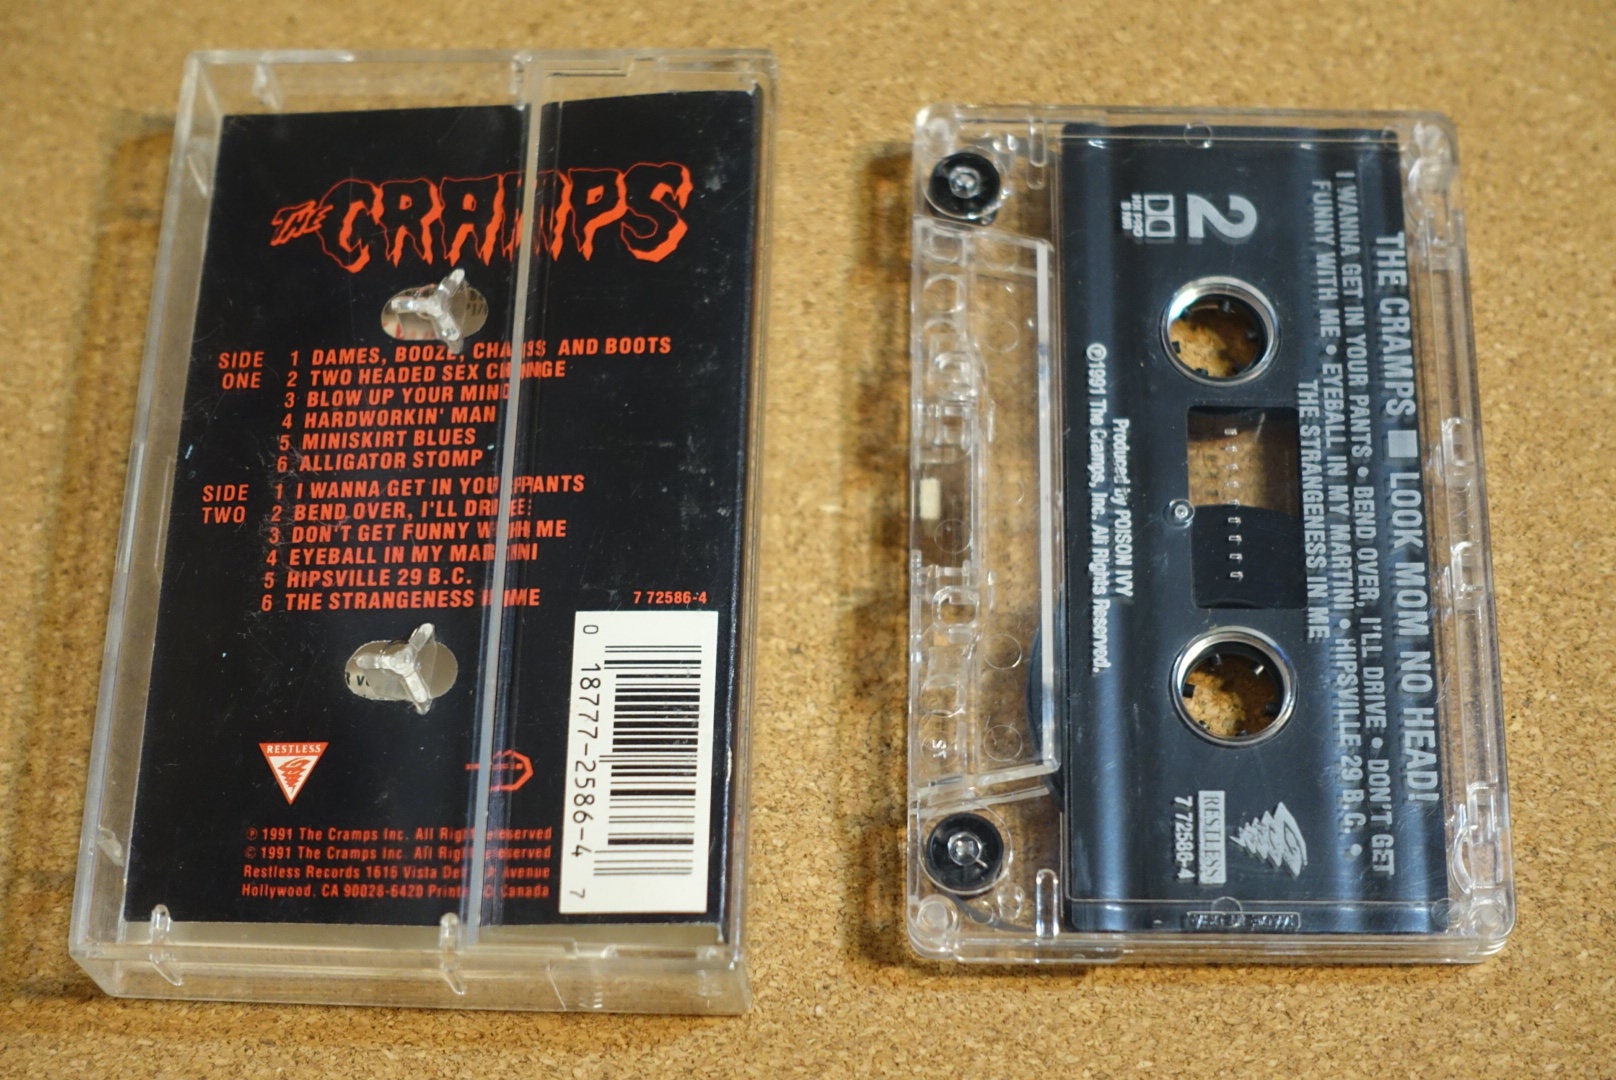 THE CRAMPS
SIDE ONE
1 DAMES, BOOZE, CHAINS AND BOOTS
2 TWO HEADED SEX CHANGE
3 BLOW UP YOUR MIND
4 HARDWORKIN' MAN
5 MINISKIRT BLUES
6 ALLIGATOR STOMP
SIDE TWO
1 I WANNA GET IN YOUR PANTS
2 BEND OVER, I'LL DRIVE
3 DON'T GET FUNNY WITH ME
4 EYEBALL IN MY MARTINI
5 HIPSVILLE 29 B.C.
6 THE STRANGENESS IN ME
7 72586-4
0 18777-2586-4 7
RESTLESS
℗ 1991 The Cramps Inc. All Rights Reserved
© 1991 The Cramps Inc. All Rights Reserved
Restless Records 1616 Vista Del Avenue
Hollywood, CA 90028-6420 Printed Canada
THE CRAMPS ■ LOOK MOM NO HEAD!
I WANNA GET IN YOUR PANTS • BEND OVER, I'LL DRIVE • DON'T GET
FUNNY WITH ME • EYEBALL IN MY MARTINI • HIPSVILLE 29 B.C. •
THE STRANGENESS IN ME
2
RESTLESS
7 72586-4
Produced by POISON IVY
℗1991 The Cramps, Inc. All Rights Reserved.